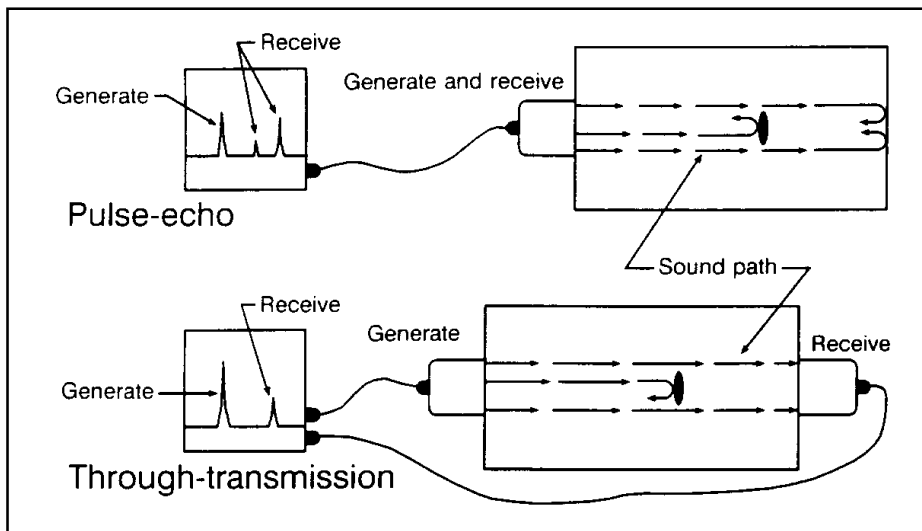 Receive
Generate
Generate and receive
Pulse-echo
Sound path
Receive
Generate
Receive
Generate
Through-transmission